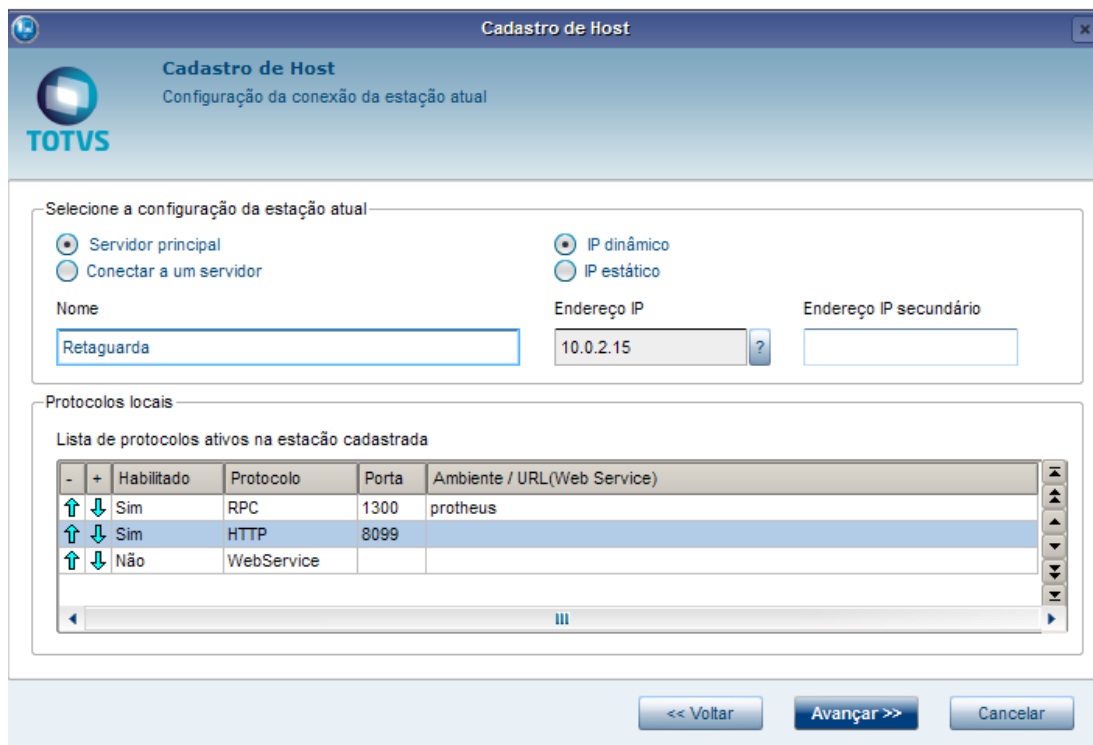 Cadastro de Host
Cadastro de Host
Configuração da conexão da estação atual
TOTVS
Selecione a configuração da estação atual
Servidor principal
IP dinâmico
Conectar a um servidor
IP estático
Nome Endereço IP Endereço IP secundário
Retaguarda 10.0.2.15 ?
Protocolos locais
Lista de protocolos ativos na estacão cadastrada
- + Habilitado Protocolo Porta Ambiente / URL(Web Service)
Sim RPC 1300 protheus
Sim HTTP 8099
Não WebService
<< Voltar Avançar >> Cancelar